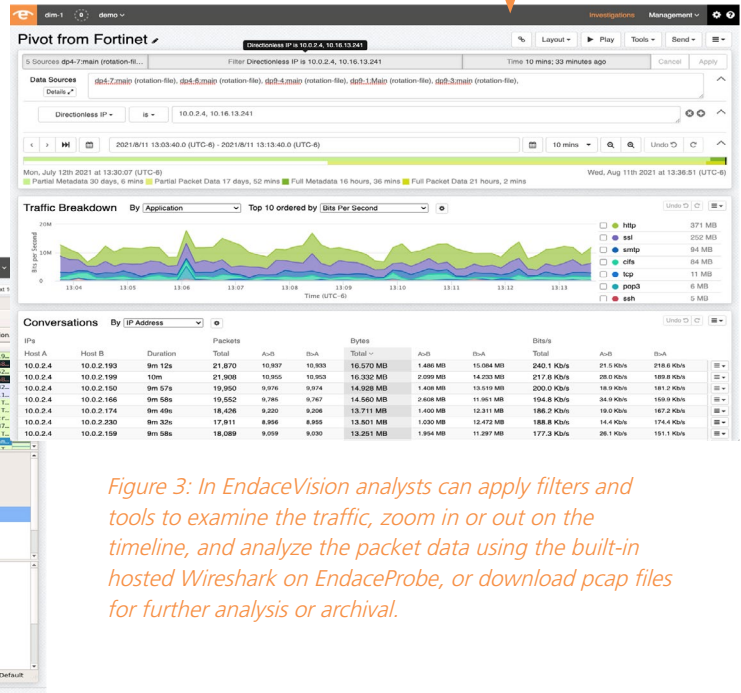 dim-1 0 demo
Investigations Management
Pivot from Fortinet
Directionless IP is 10.0.2.4, 10.16.13.241
Layout Play Tools Send
5 Sources dp4-7:main (rotation-fil... Filter Directionless IP is 10.0.2.4, 10.16.13.241 Time 10 mins; 33 minutes ago Cancel Apply
Data Sources dp4-7:main (rotation-file), dp4-6:main (rotation-file), dp9-4:main (rotation-file), dp9-1:Main (rotation-file), dp9-3:main (rotation-file),
Details
Directionless IP is 10.0.2.4, 10.16.13.241
2021/8/11 13:03:40.0 (UTC-6) - 2021/8/11 13:13:40.0 (UTC-6) 10 mins Undo
Mon, July 12th 2021 at 13:30:07 (UTC-6) Wed, Aug 11th 2021 at 13:38:51 (UTC-6)
Partial Metadata 30 days, 6 mins Partial Packet Data 17 days, 52 mins Full Metadata 16 hours, 36 mins Full Packet Data 21 hours, 2 mins
Traffic Breakdown By Application Top 10 ordered by Bits Per Second Undo
20M
10M
0
Bits per Second
13:04 13:05 13:06 13:07 13:08 13:09 13:10 13:11 13:12 13:13
Time (UTC-6)
http 371 MB
ssl 252 MB
smtp 94 MB
cifs 84 MB
tcp 11 MB
pop3 6 MB
ssh 5 MB
Conversations By IP Address Undo
IPs Packets Bytes Bits/s
Host A Host B Duration Total A>B B>A Total A>B B>A Total A>B B>A
10.0.2.4 10.0.2.193 9m 12s 21,870 10,937 10,933 16.570 MB 1.486 MB 15.084 MB 240.1 Kb/s 21.5 Kb/s 218.6 Kb/s
10.0.2.4 10.0.2.199 10m 21,908 10,955 10,953 16.332 MB 2.099 MB 14.233 MB 217.8 Kb/s 28.0 Kb/s 189.8 Kb/s
10.0.2.4 10.0.2.150 9m 57s 19,950 9,976 9,974 14.928 MB 1.408 MB 13.519 MB 200.0 Kb/s 18.9 Kb/s 181.2 Kb/s
10.0.2.4 10.0.2.166 9m 58s 19,552 9,785 9,767 14.560 MB 2.608 MB 11.951 MB 194.8 Kb/s 34.9 Kb/s 159.9 Kb/s
10.0.2.4 10.0.2.174 9m 49s 18,426 9,220 9,206 13.711 MB 1.400 MB 12.311 MB 186.2 Kb/s 19.0 Kb/s 167.2 Kb/s
10.0.2.4 10.0.2.230 9m 32s 17,911 8,956 8,955 13.501 MB 1.030 MB 12.472 MB 188.8 Kb/s 14.4 Kb/s 174.4 Kb/s
10.0.2.4 10.0.2.159 9m 58s 18,089 9,059 9,030 13.251 MB 1.954 MB 11.297 MB 177.3 Kb/s 26.1 Kb/s 151.1 Kb/s
Default
Figure 3: In EndaceVision analysts can apply filters and
tools to examine the traffic, zoom in or out on the
timeline, and analyze the packet data using the built-in
hosted Wireshark on EndaceProbe, or download pcap files
for further analysis or archival.